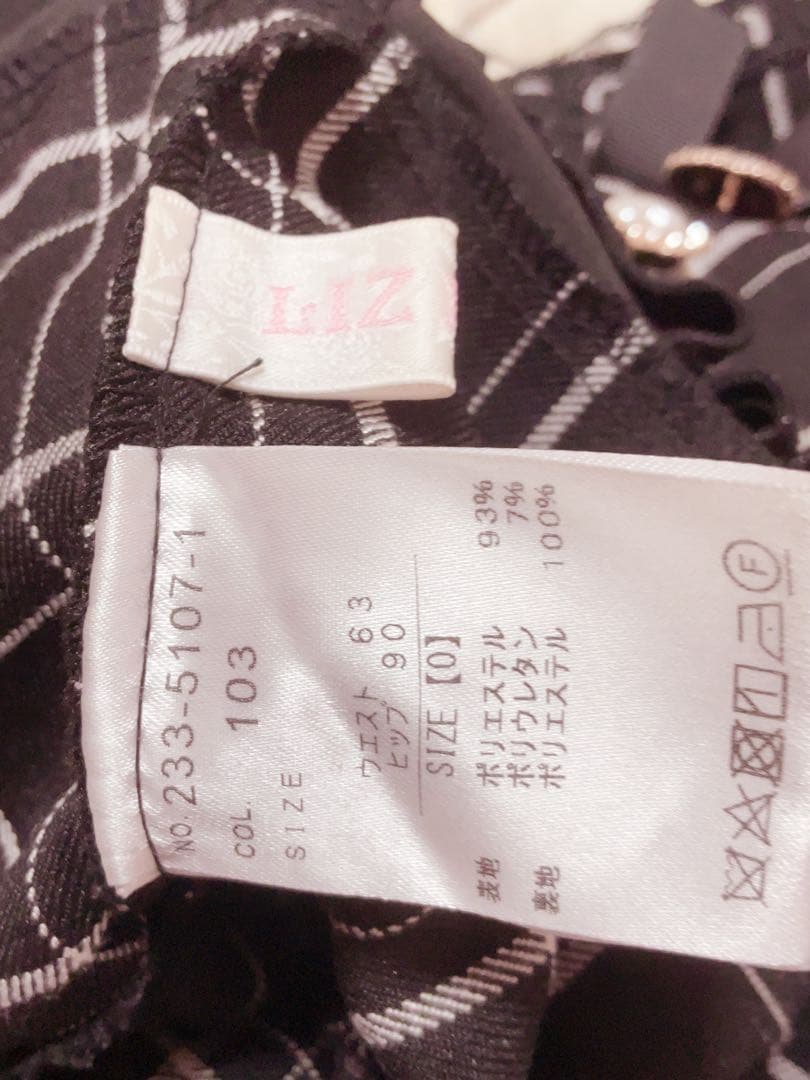 LIZ
NO. 233-5107-1
COL. 103
SIZE
ウエスト 63
ヒップ 90
SIZE【0】
表地 ポリエステル 93%
ポリウレタン 7%
裏地 ポリエステル 100%
F